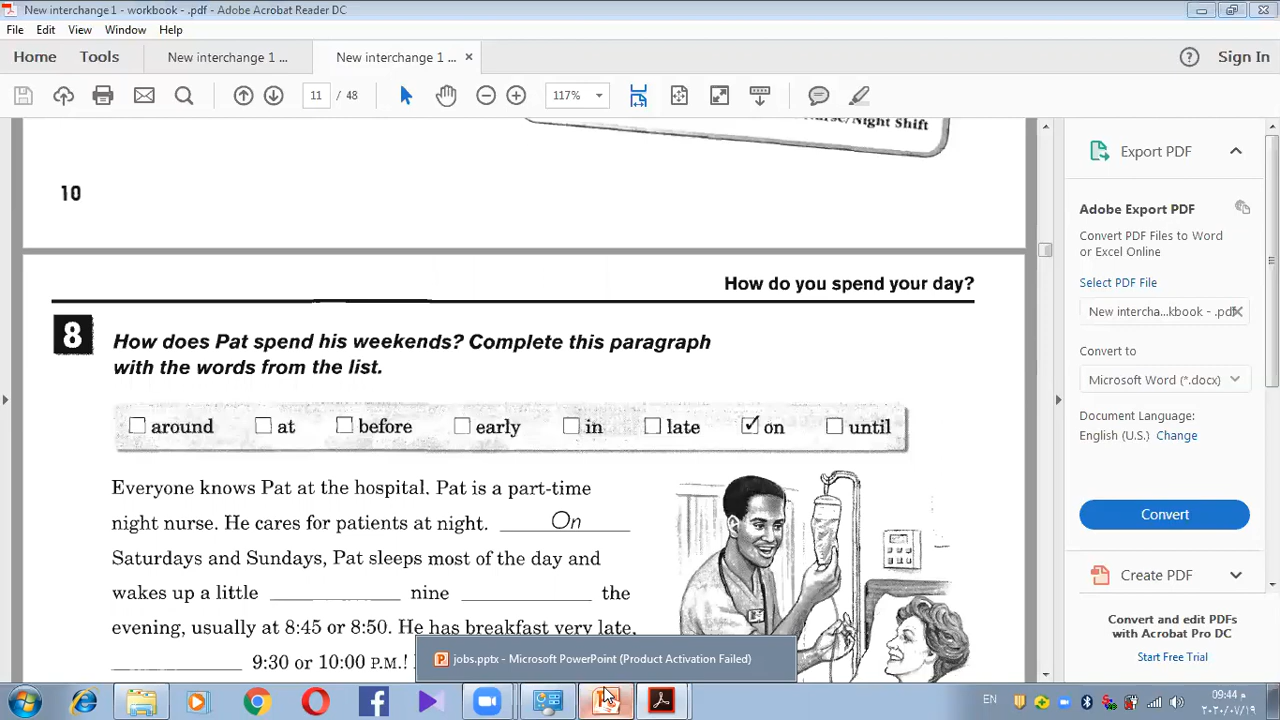 New interchange 1 - workbook - .pdf - Adobe Acrobat Reader DC
File Edit View Window Help
Home Tools New interchange 1 ... New interchange 1 ... × Sign In
11 / 48 117%
Nurse/Night Shift
10
How do you spend your day?
8 How does Pat spend his weekends? Complete this paragraph
with the words from the list.
around at before early in late on until
Everyone knows Pat at the hospital. Pat is a part-time
night nurse. He cares for patients at night. On
Saturdays and Sundays, Pat sleeps most of the day and
wakes up a little nine the
evening, usually at 8:45 or 8:50. He has breakfast very late,
9:30 or 10:00 P.M.!
Export PDF
Adobe Export PDF
Convert PDF Files to Word
or Excel Online
Select PDF File
New intercha...kbook - .pdf
Convert to
Microsoft Word (*.docx)
Document Language:
English (U.S.) Change
Convert
Create PDF
Convert and edit PDFs
with Acrobat Pro DC
Start Free Trial
jobs.pptx - Microsoft PowerPoint (Product Activation Failed)
EN
09:44 م
٢٠٢٠/٠٧/١٩